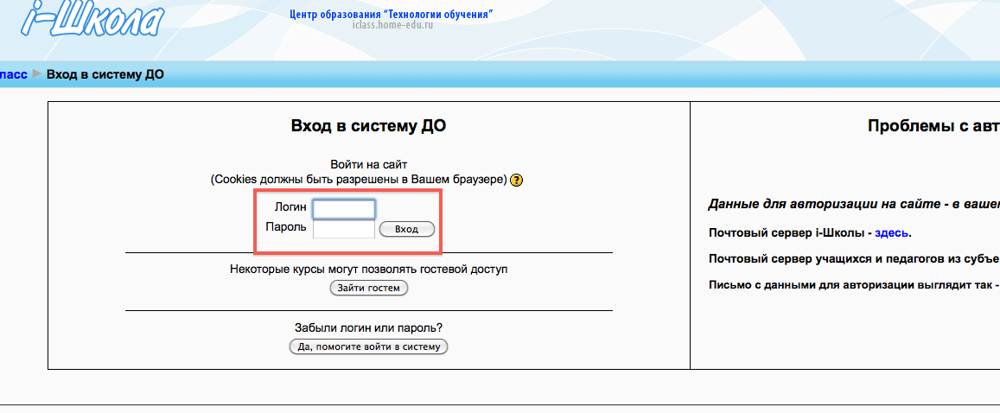 i-Школа
Центр образования "Технологии обучения"
iclass.home-edu.ru
ласс ► Вход в систему ДО
Вход в систему ДО
Войти на сайт
(Cookies должны быть разрешены в Вашем браузере) ?
Логин
Пароль Вход
Некоторые курсы могут позволять гостевой доступ
Зайти гостем
Забыли логин или пароль?
Да, помогите войти в систему
Проблемы с авт
Данные для авторизации на сайте - в вашем
Почтовый сервер i-Школы - здесь.
Почтовый сервер учащихся и педагогов из субъе
Письмо с данными для авторизации выглядит так -